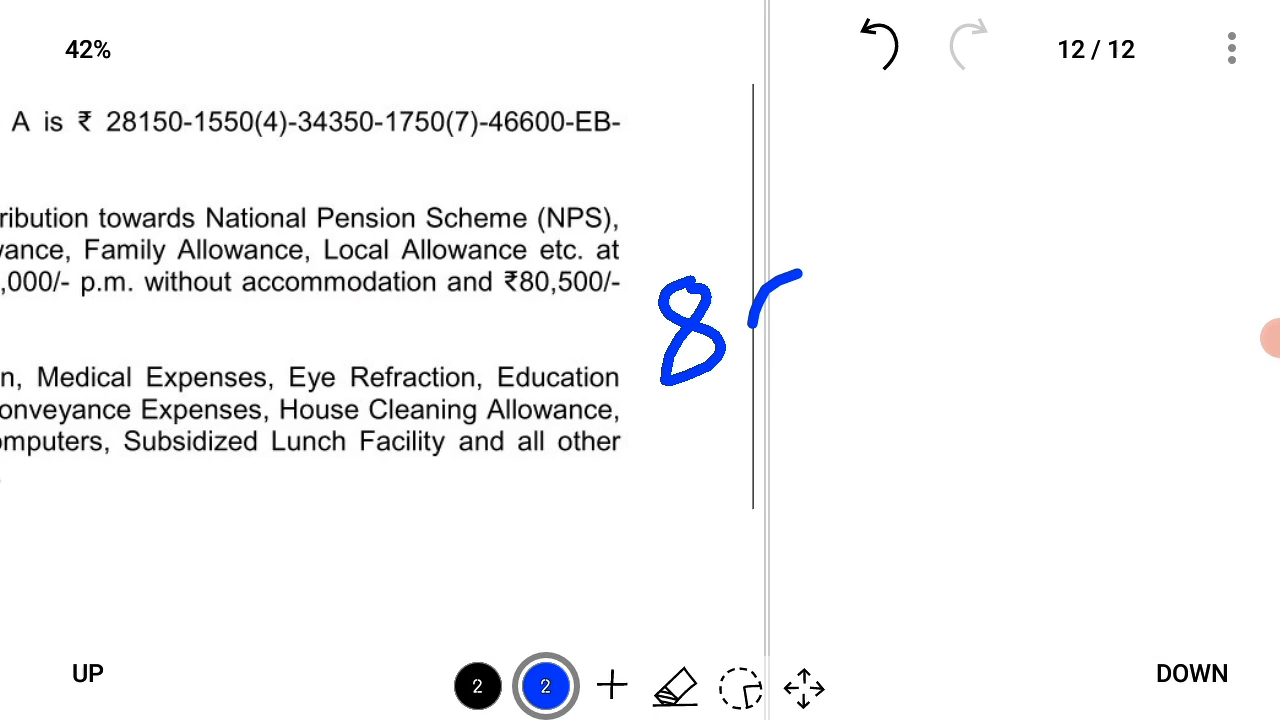 42%
12 / 12
A is ₹ 28150-1550(4)-34350-1750(7)-46600-EB-
ribution towards National Pension Scheme (NPS),
vance, Family Allowance, Local Allowance etc. at
,000/- p.m. without accommodation and ₹80,500/-
8
n, Medical Expenses, Eye Refraction, Education
onveyance Expenses, House Cleaning Allowance,
omputers, Subsidized Lunch Facility and all other
UP
2
2
DOWN